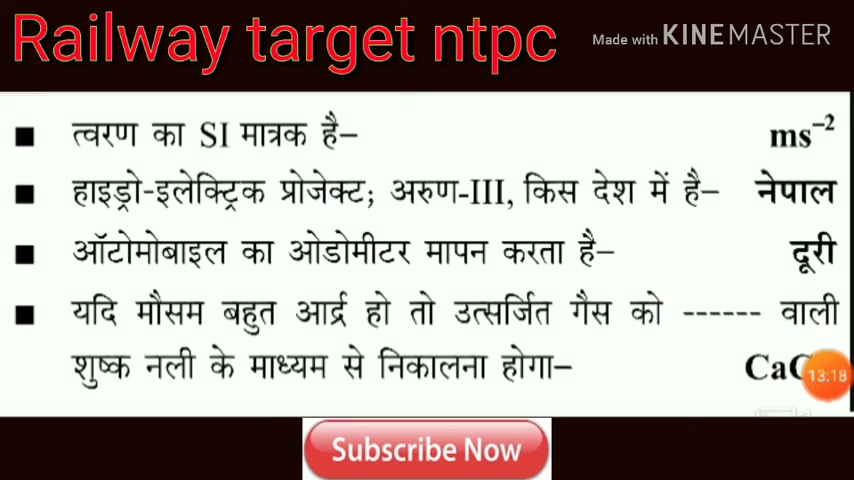 Railway target ntpc
Made with KINEMASTER
■ त्वरण का SI मात्रक है– ms⁻²
■ हाइड्रो-इलेक्ट्रिक प्रोजेक्ट; अरुण-III, किस देश में है– नेपाल
■ ऑटोमोबाइल का ओडोमीटर मापन करता है– दूरी
■ यदि मौसम बहुत आर्द्र हो तो उत्सर्जित गैस को ------ वाली
शुष्क नली के माध्यम से निकालना होगा–
13:18
Subscribe Now